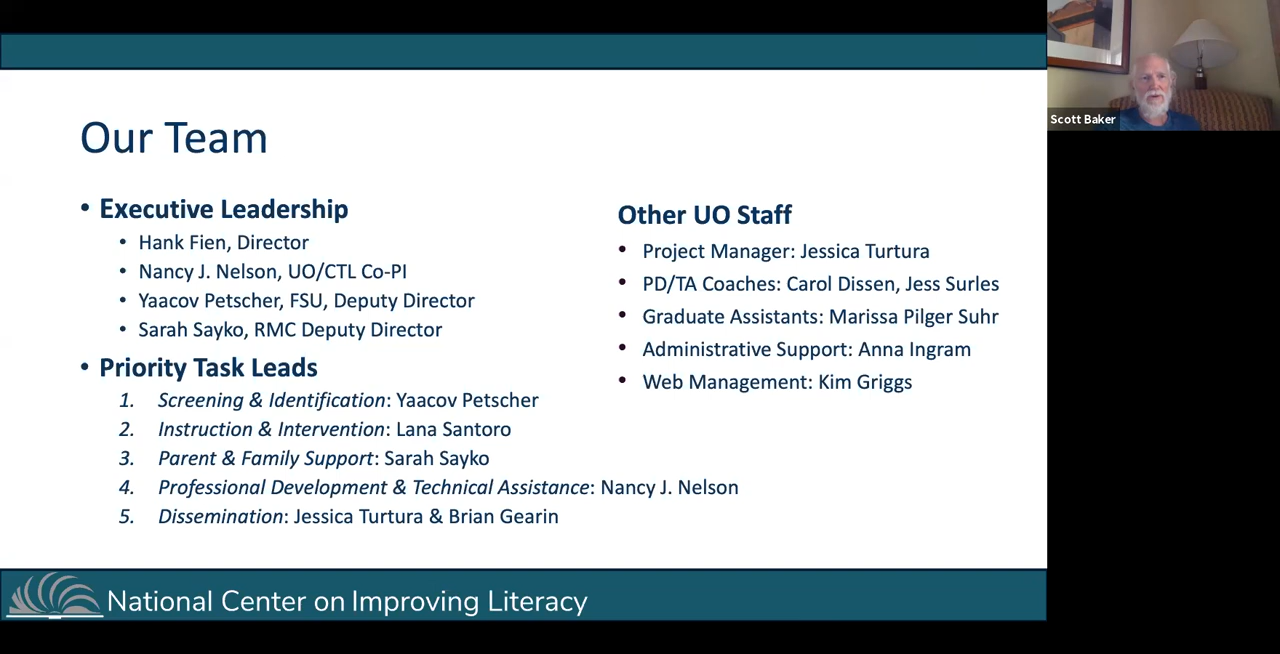 Our Team
• Executive Leadership
• Hank Fien, Director
• Nancy J. Nelson, UO/CTL Co-PI
• Yaacov Petscher, FSU, Deputy Director
• Sarah Sayko, RMC Deputy Director
• Priority Task Leads
1. Screening & Identification: Yaacov Petscher
2. Instruction & Intervention: Lana Santoro
3. Parent & Family Support: Sarah Sayko
4. Professional Development & Technical Assistance: Nancy J. Nelson
5. Dissemination: Jessica Turtura & Brian Gearin
Other UO Staff
• Project Manager: Jessica Turtura
• PD/TA Coaches: Carol Dissen, Jess Surles
• Graduate Assistants: Marissa Pilger Suhr
• Administrative Support: Anna Ingram
• Web Management: Kim Griggs
National Center on Improving Literacy
Scott Baker